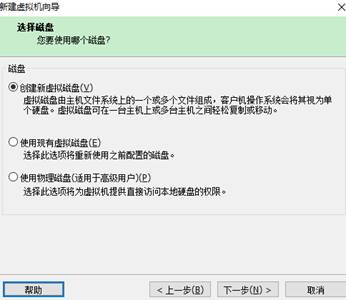 新建虚拟机向导
选择磁盘
您要使用哪个磁盘?
磁盘
创建新虚拟磁盘(V)
虚拟磁盘由主机文件系统上的一个或多个文件组成,客户机操作系统会将其视为单
个硬盘。虚拟磁盘可在一台主机上或多台主机之间轻松复制或移动。
使用现有虚拟磁盘(E)
选择此选项将重新使用之前配置的磁盘。
使用物理磁盘(适用于高级用户)(P)
选择此选项将为虚拟机提供直接访问本地硬盘的权限。
帮助
< 上一步(B)
下一步(N) >
取消